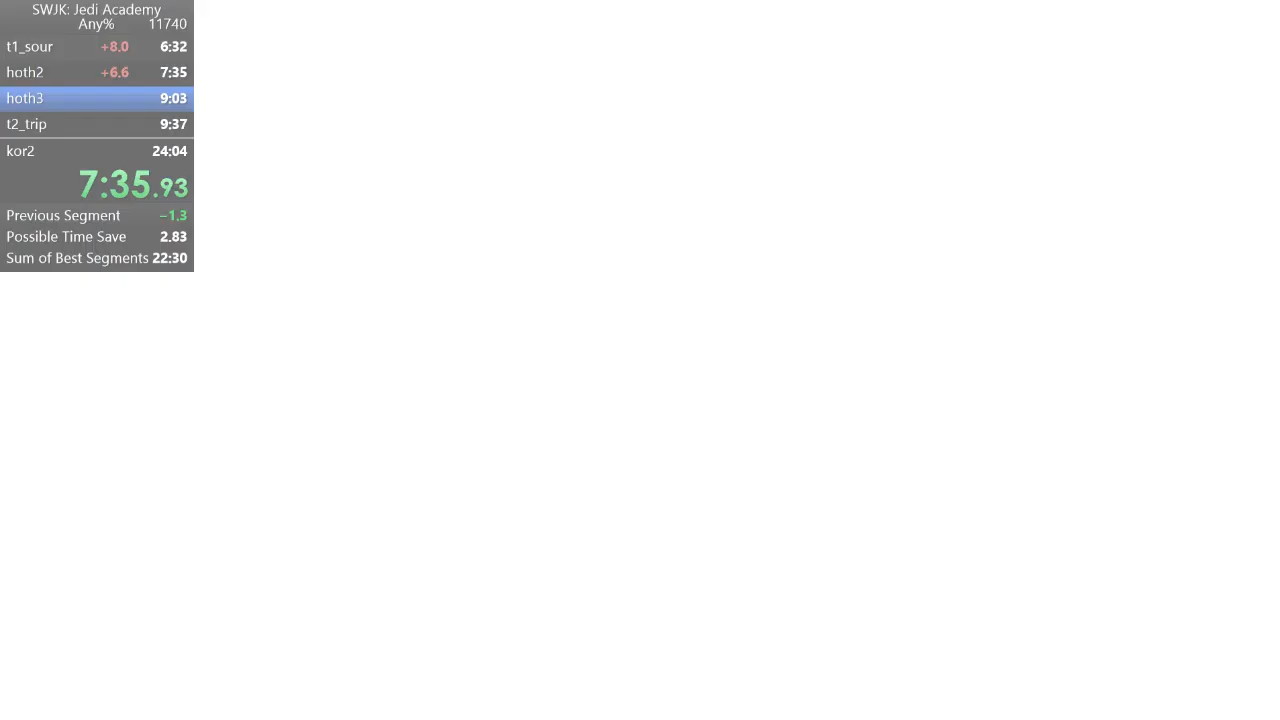 SWJK: Jedi Academy
Any% 11740
t1_sour +8.0 6:32
hoth2 +6.6 7:35
hoth3 9:03
t2_trip 9:37
kor2 24:04
7:35.93
Previous Segment −1.3
Possible Time Save 2.83
Sum of Best Segments 22:30